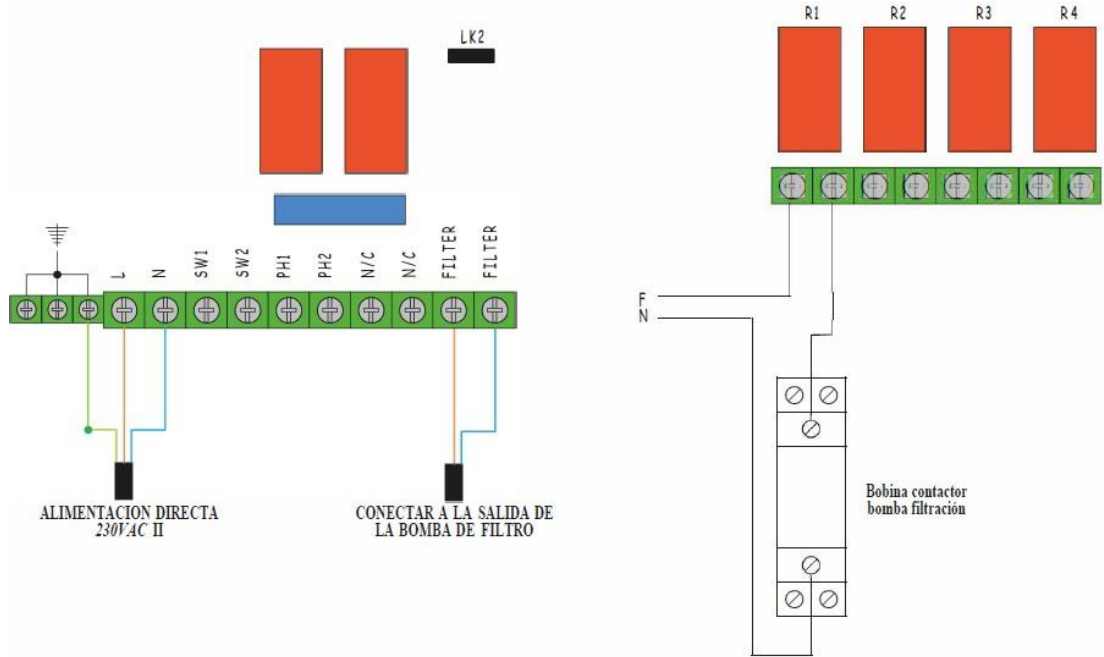 LK2
L
N
SW1
SW2
PH1
PH2
N/C
N/C
FILTER
FILTER
ALIMENTACION DIRECTA
230VAC II
CONECTAR A LA SALIDA DE
LA BOMBA DE FILTRO
R1
R2
R3
R4
F
N
Bobina contactor
bomba filtración